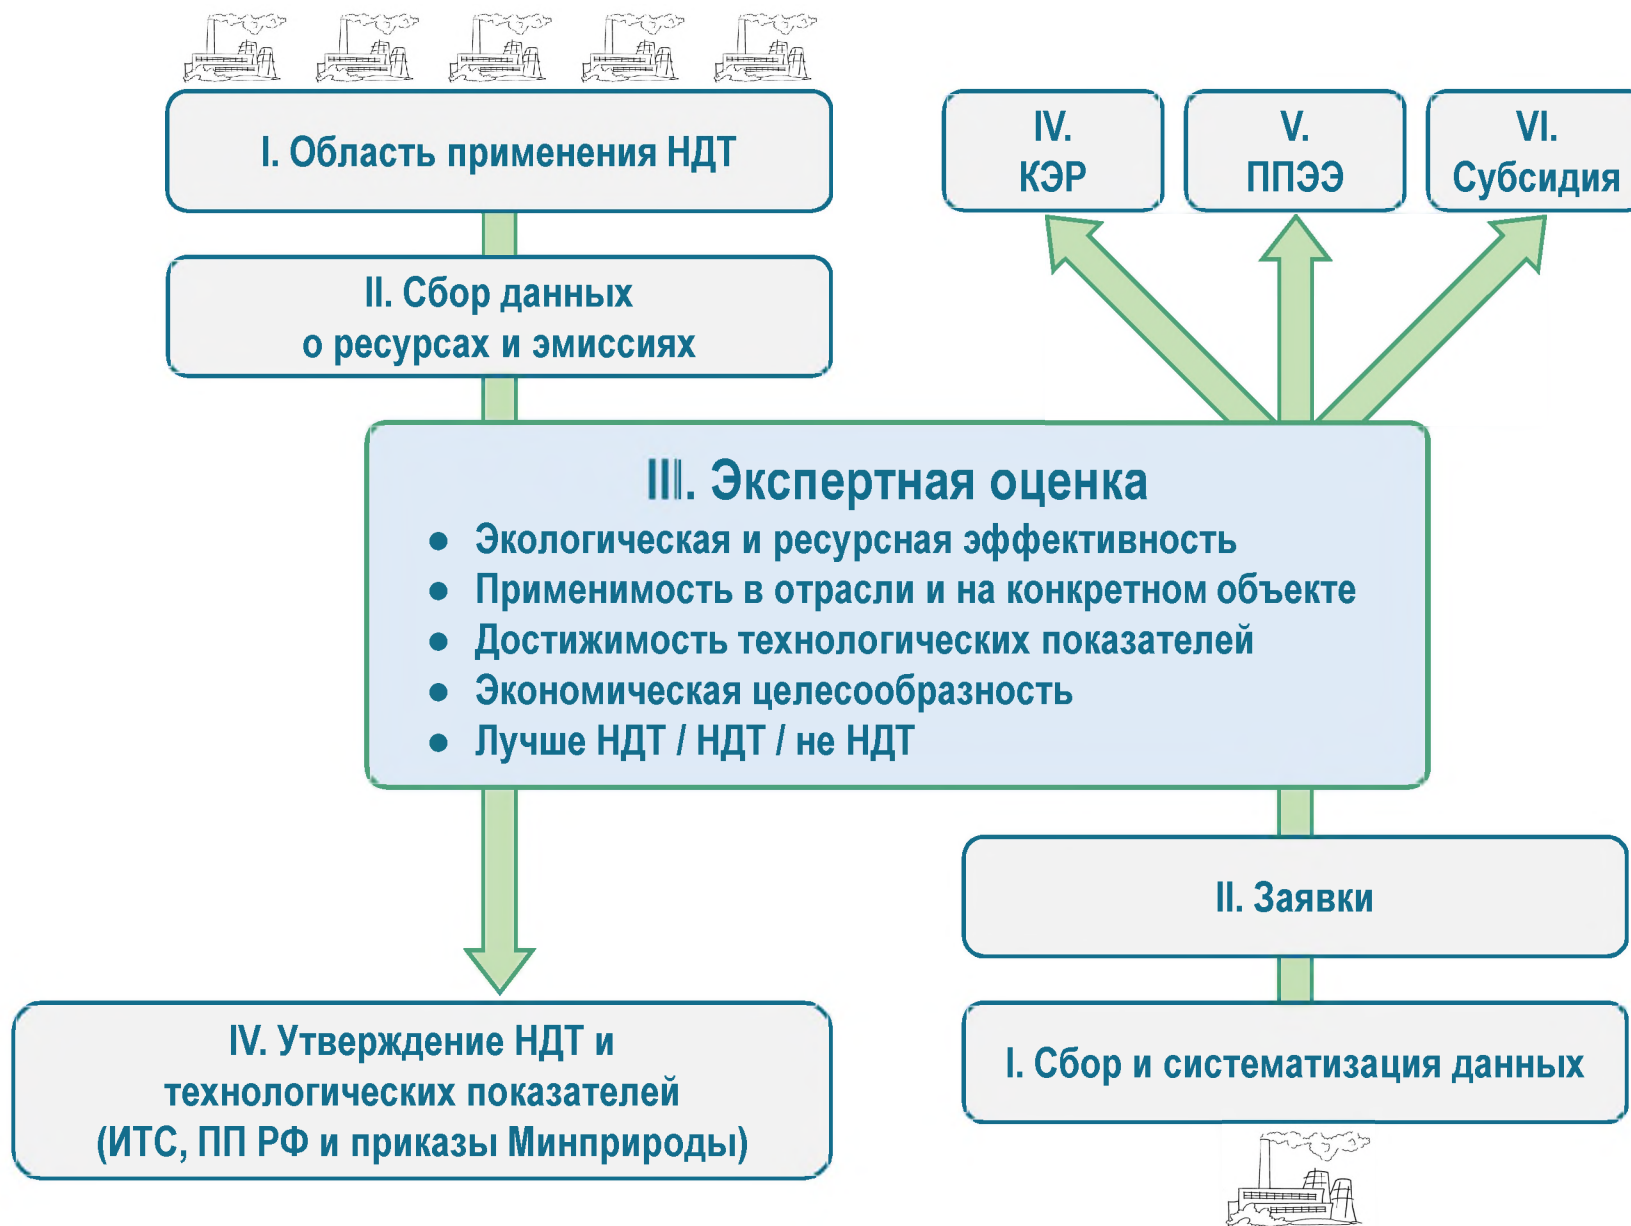 I. Область применения НДТ
II. Сбор данных
о ресурсах и эмиссиях
IV.
КЭР
V.
ППЭЭ
VI.
Субсидия
III. Экспертная оценка
● Экологическая и ресурсная эффективность
● Применимость в отрасли и на конкретном объекте
● Достижимость технологических показателей
● Экономическая целесообразность
● Лучше НДТ / НДТ / не НДТ
IV. Утверждение НДТ и
технологических показателей
(ИТС, ПП РФ и приказы Минприроды)
II. Заявки
I. Сбор и систематизация данных